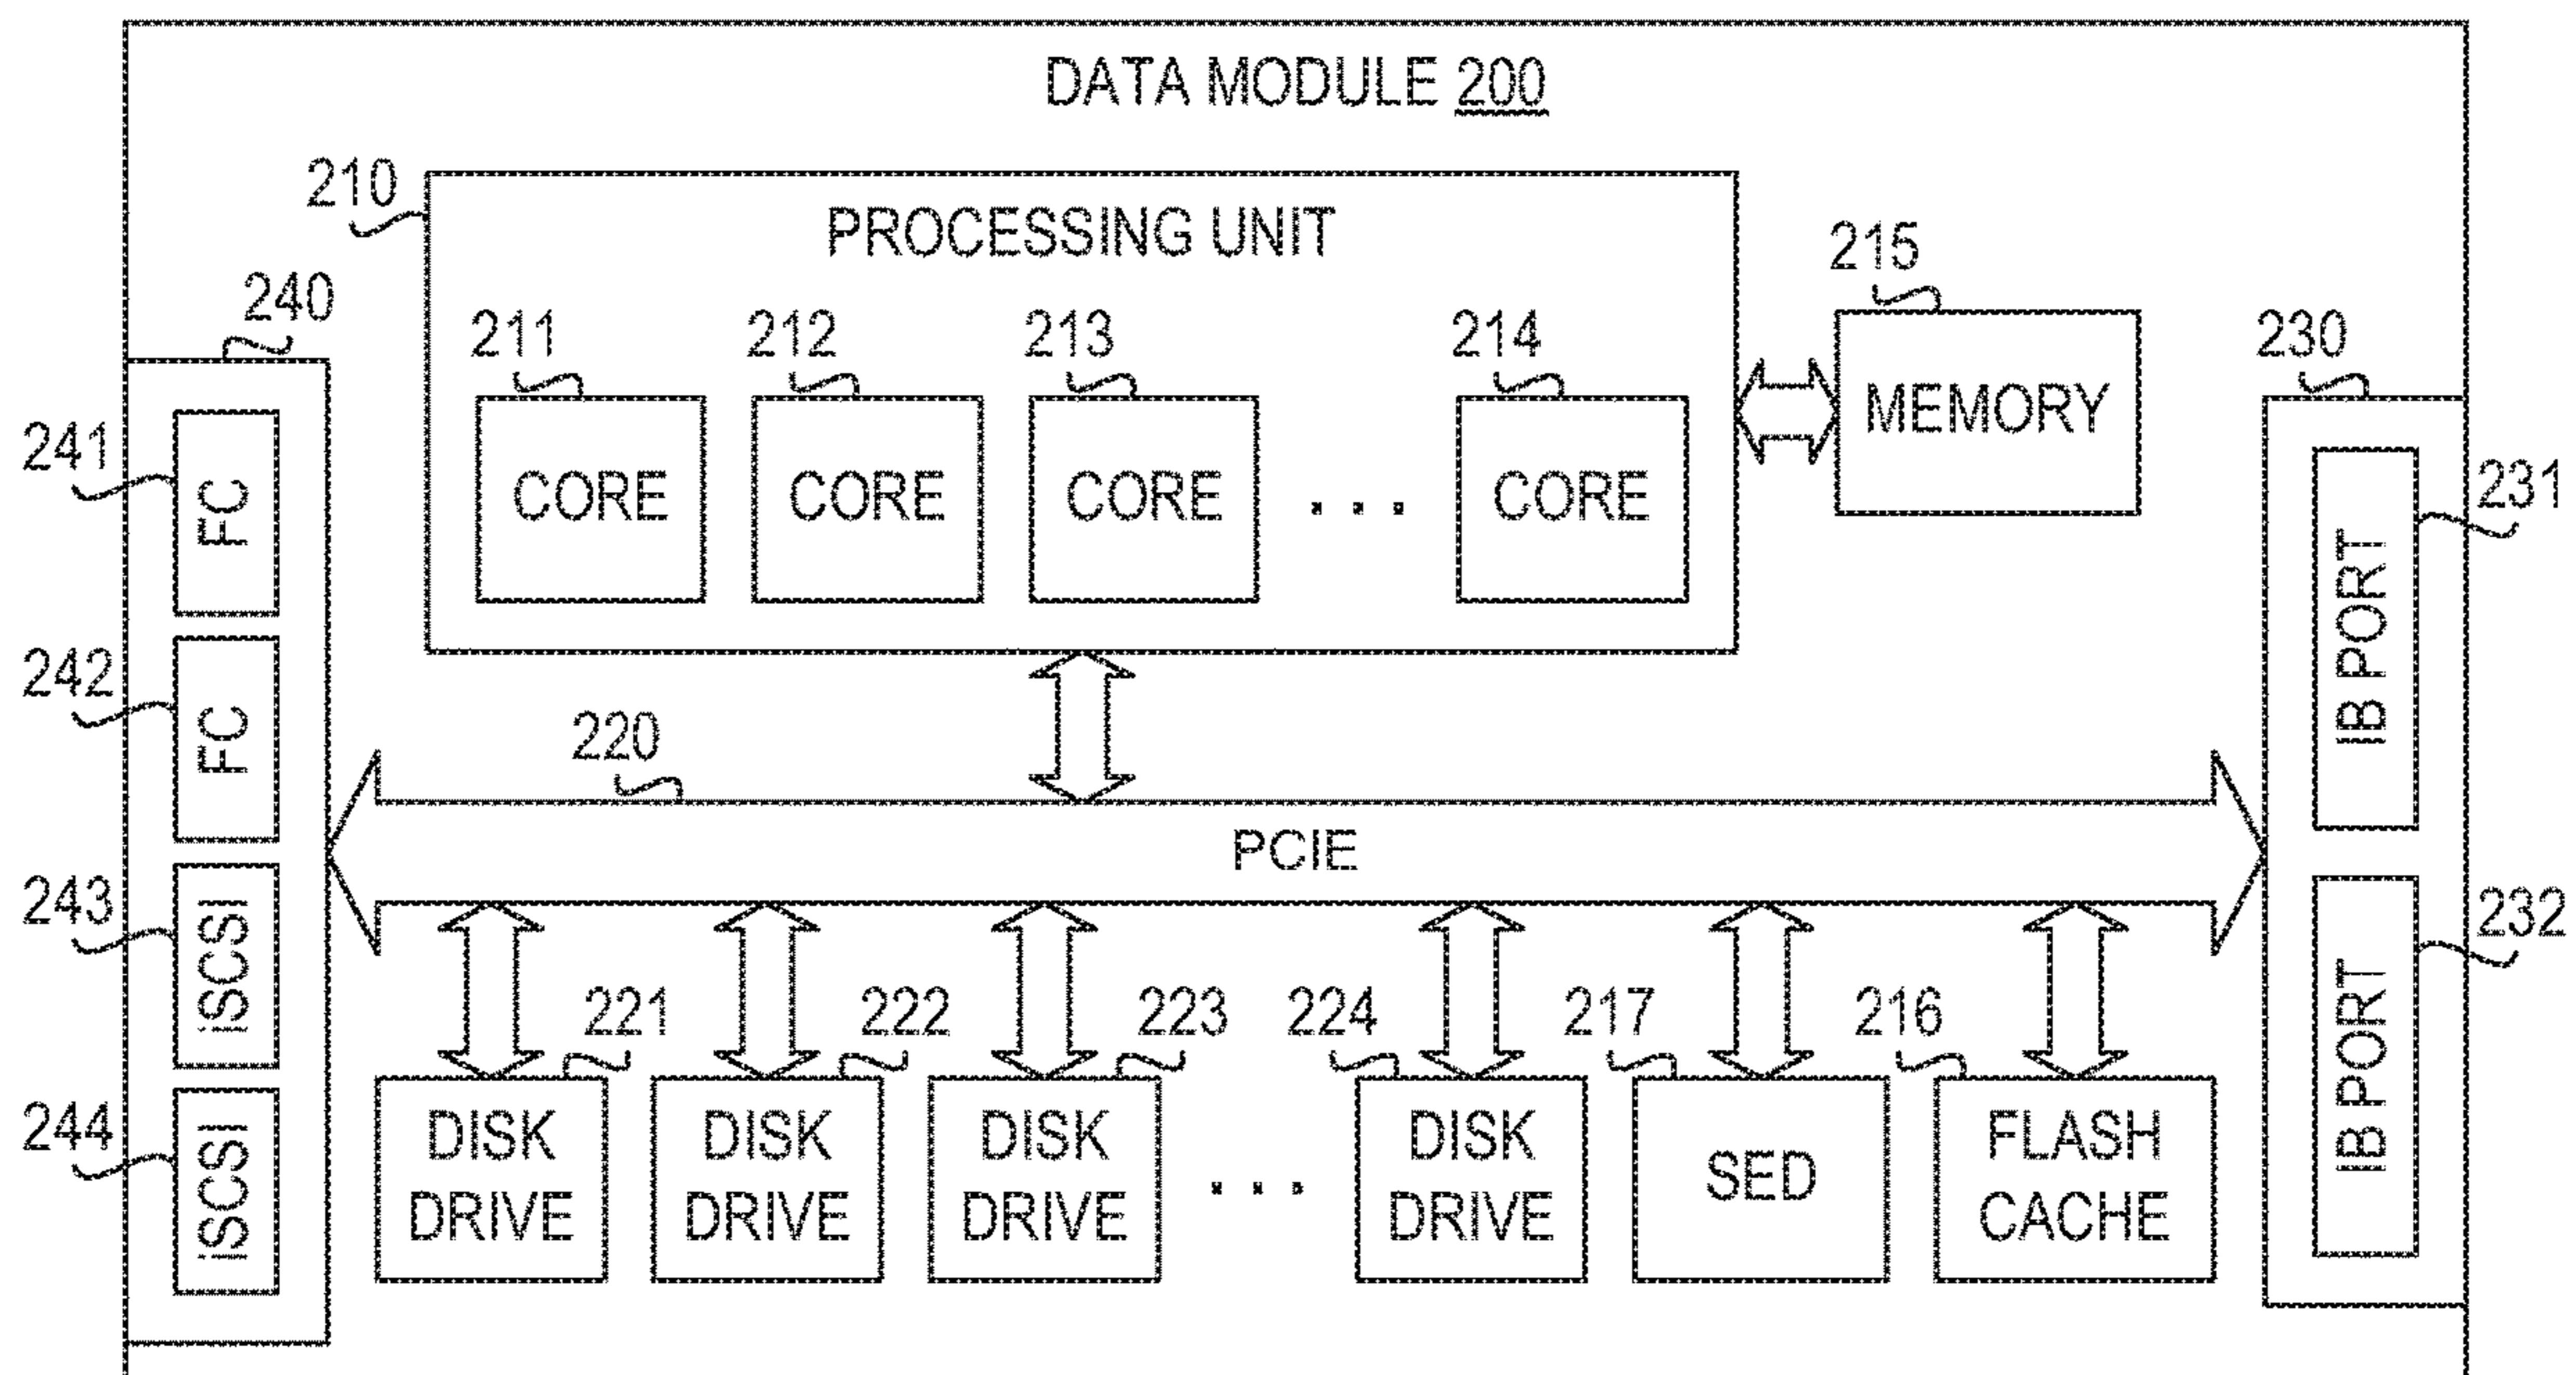 DATA MODULE 200
210
PROCESSING UNIT
215
240
211 212 213 214
230
MEMORY
241
FC
CORE CORE CORE . . . CORE
231
IB PORT
242
FC
220
PCIE
243
iSCSI
232
IB PORT
221 222 223 224 217 216
244
iSCSI
DISK DRIVE
DISK DRIVE
DISK DRIVE
. . .
DISK DRIVE
SED
FLASH CACHE